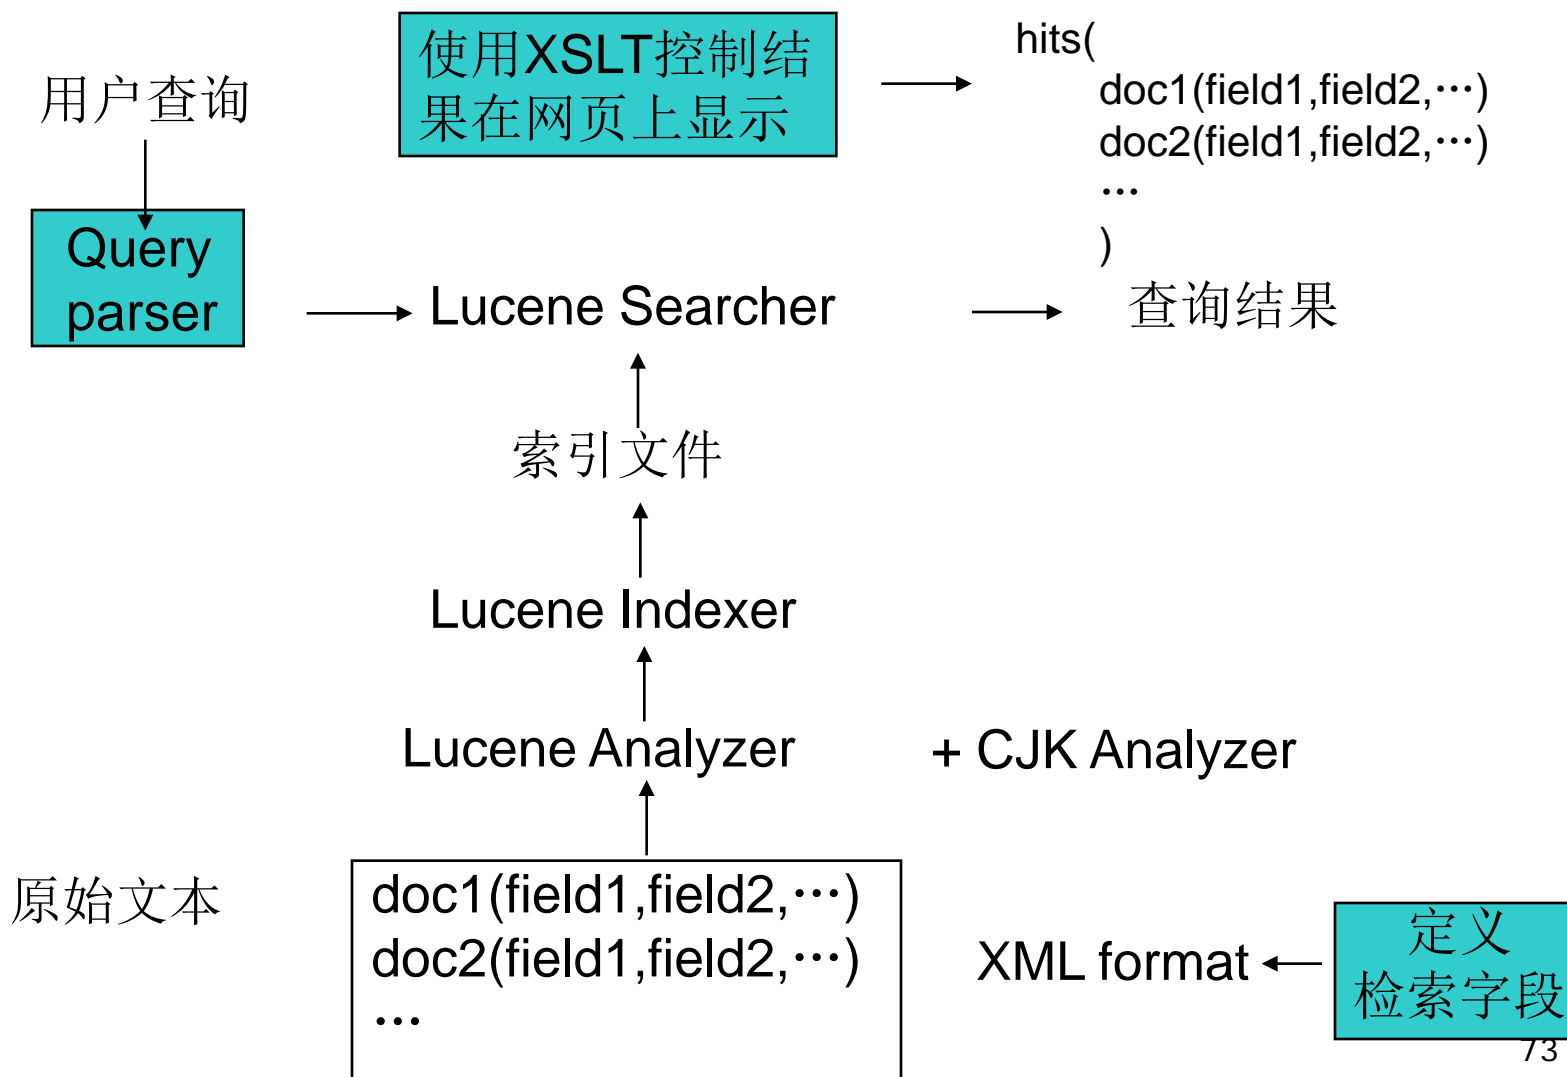 使用XSLT控制结
果在网页上显示
hits(
doc1(field1,field2,…)
doc2(field1,field2,…)
…
)
用户查询
Query
parser
Lucene Searcher
查询结果
索引文件
Lucene Indexer
Lucene Analyzer
+ CJK Analyzer
原始文本
doc1(field1,field2,…)
doc2(field1,field2,…)
…
XML format
定义
检索字段
73